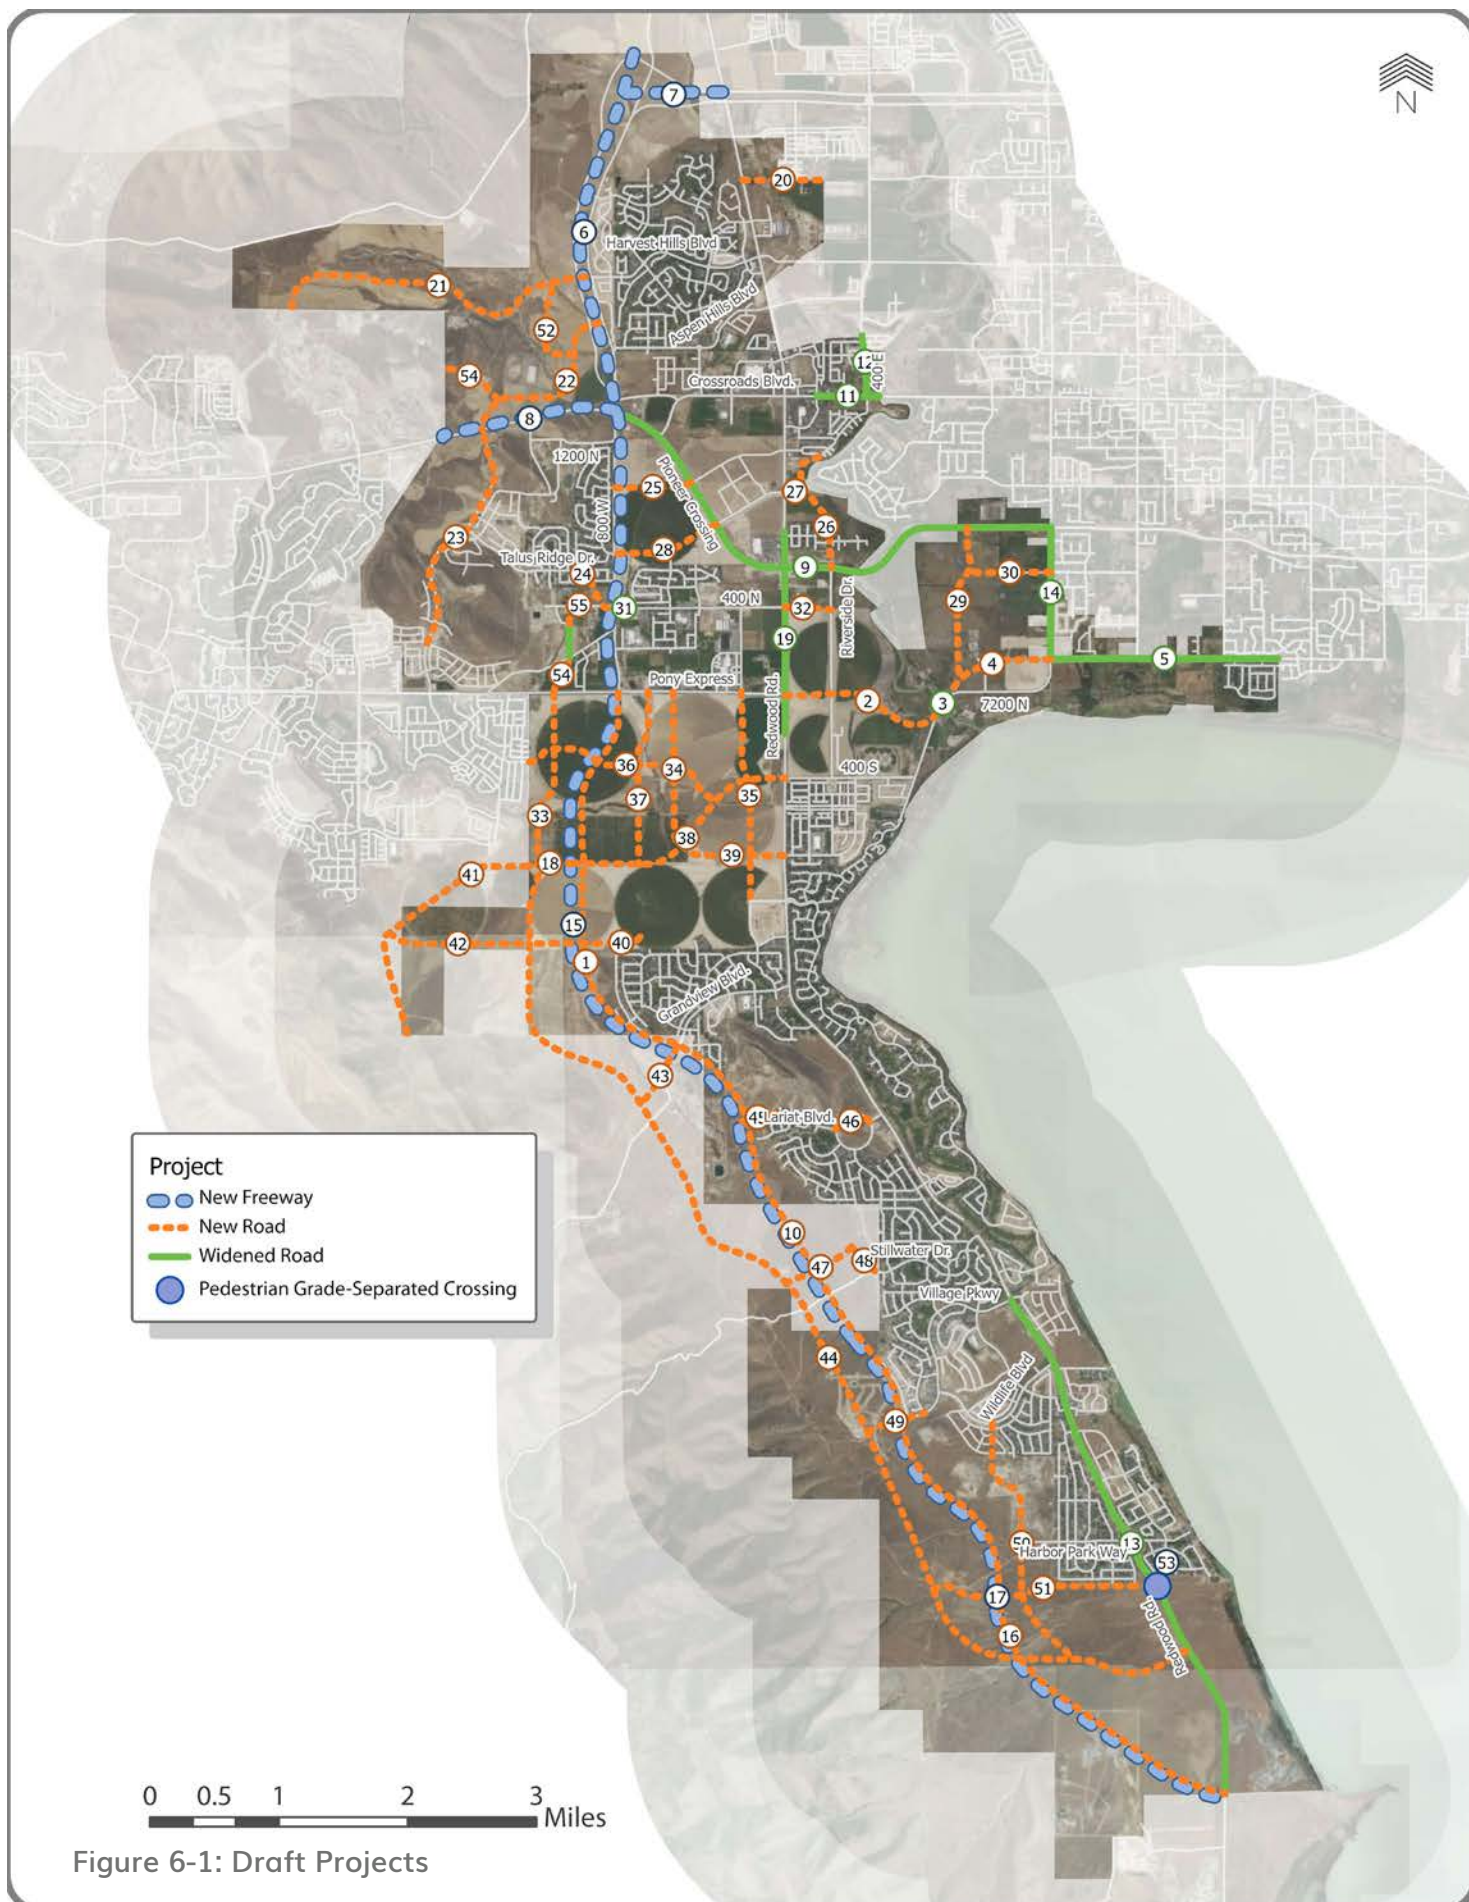 N
7
20
6
Harvest Hills Blvd
21
Aspen Hills Blvd
52
12
400 E
54
22
Crossroads Blvd.
11
8
1200 N
Pioneer Crossing
25
27
800 W
26
23
28
Talus Ridge Dr.
9
24
30
Riverside Dr.
14
400 N
29
55
31
32
19
Pony Express
5
4
54
Redwood Rd.
2
3
7200 N
36
34
400 S
37
35
33
38
39
18
41
15
42
40
1
Grandview Blvd.
43
45
Lariat Blvd.
46
Project
New Freeway
New Road
Widened Road
Pedestrian Grade-Separated Crossing
10
47
48
Stillwater Dr.
Village Pkwy
44
Wildlife Blvd
49
50
Harbor Park Way
13
53
17
51
Redwood Rd.
16
0 0.5 1 2 3
Miles
Figure 6-1: Draft Projects